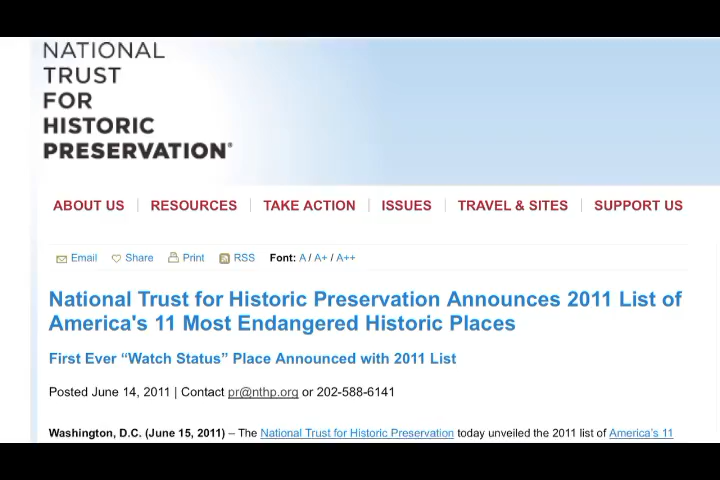 NATIONAL
TRUST
FOR
HISTORIC
PRESERVATION®
ABOUT US | RESOURCES | TAKE ACTION | ISSUES | TRAVEL & SITES | SUPPORT US
Email Share Print RSS Font: A / A+ / A++
National Trust for Historic Preservation Announces 2011 List of
America's 11 Most Endangered Historic Places
First Ever “Watch Status” Place Announced with 2011 List
Posted June 14, 2011 | Contact pr@nthp.org or 202-588-6141
Washington, D.C. (June 15, 2011) – The National Trust for Historic Preservation today unveiled the 2011 list of America’s 11